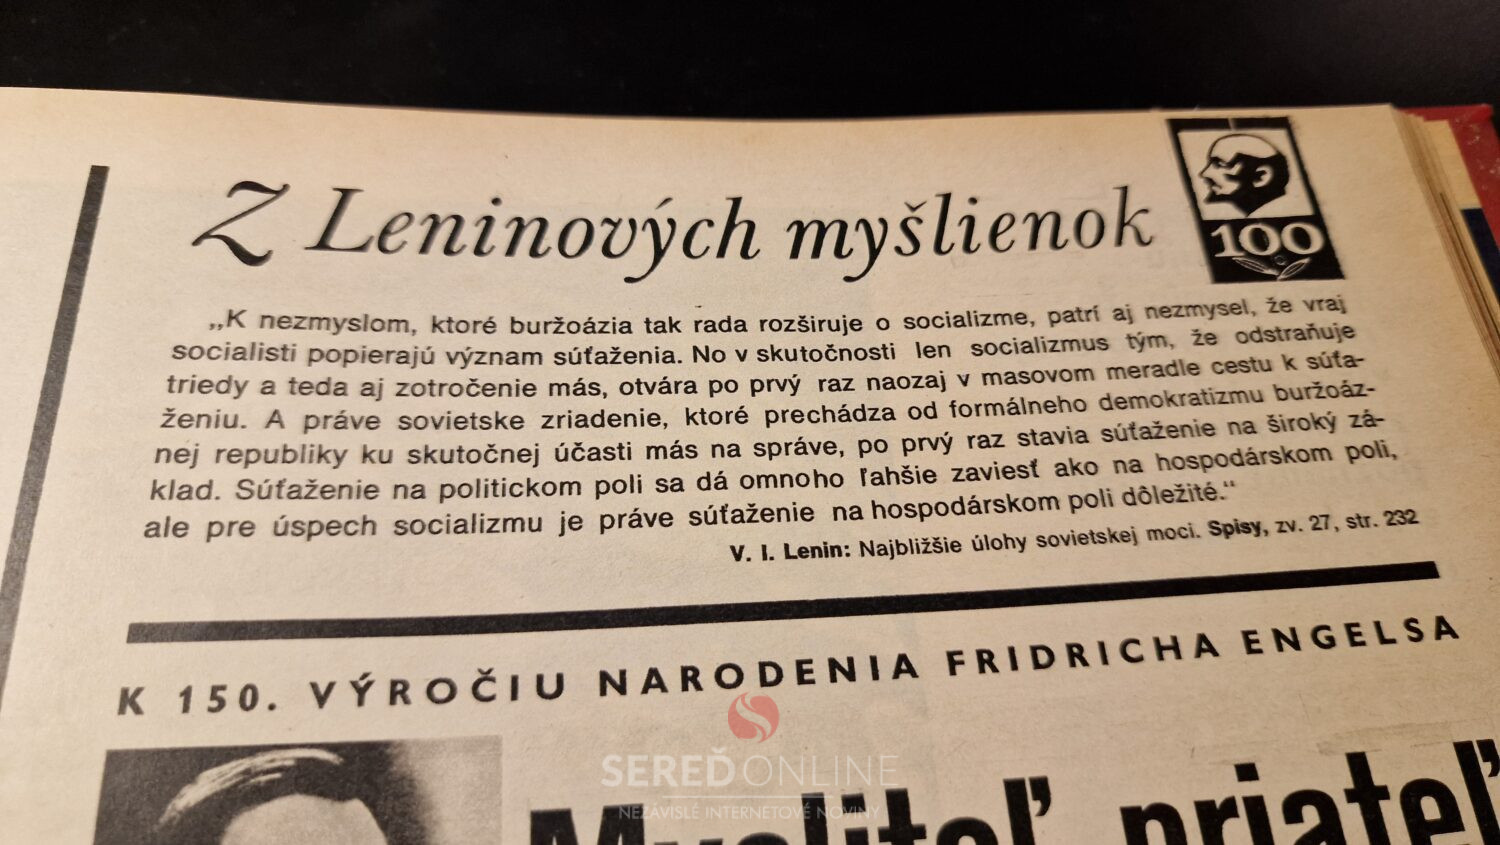 Z Leninových myšlienok
100
„K nezmyslom, ktoré buržoázia tak rada rozširuje o socializme, patrí aj nezmysel, že vraj
socialisti popierajú význam súťaženia. No v skutočnosti len socializmus tým, že odstraňuje
triedy a teda aj zotročenie más, otvára po prvý raz naozaj v masovom meradle cestu k súťa-
ženiu. A práve sovietske zriadenie, ktoré prechádza od formálneho demokratizmu buržoáz-
nej republiky ku skutočnej účasti más na správe, po prvý raz stavia súťaženie na široký zá-
klad. Súťaženie na politickom poli sa dá omnoho ľahšie zaviesť ako na hospodárskom poli,
ale pre úspech socializmu je práve súťaženie na hospodárskom poli dôležité.“
V. I. Lenin: Najbližšie úlohy sovietskej moci. Spisy, zv. 27, str. 232
K 150. VÝROČIU NARODENIA FRIDRICHA ENGELSA
SEREĎONLINE
NEZÁVISLÉ INTERNETOVÉ NOVINY
Mysliteľ, priateľ